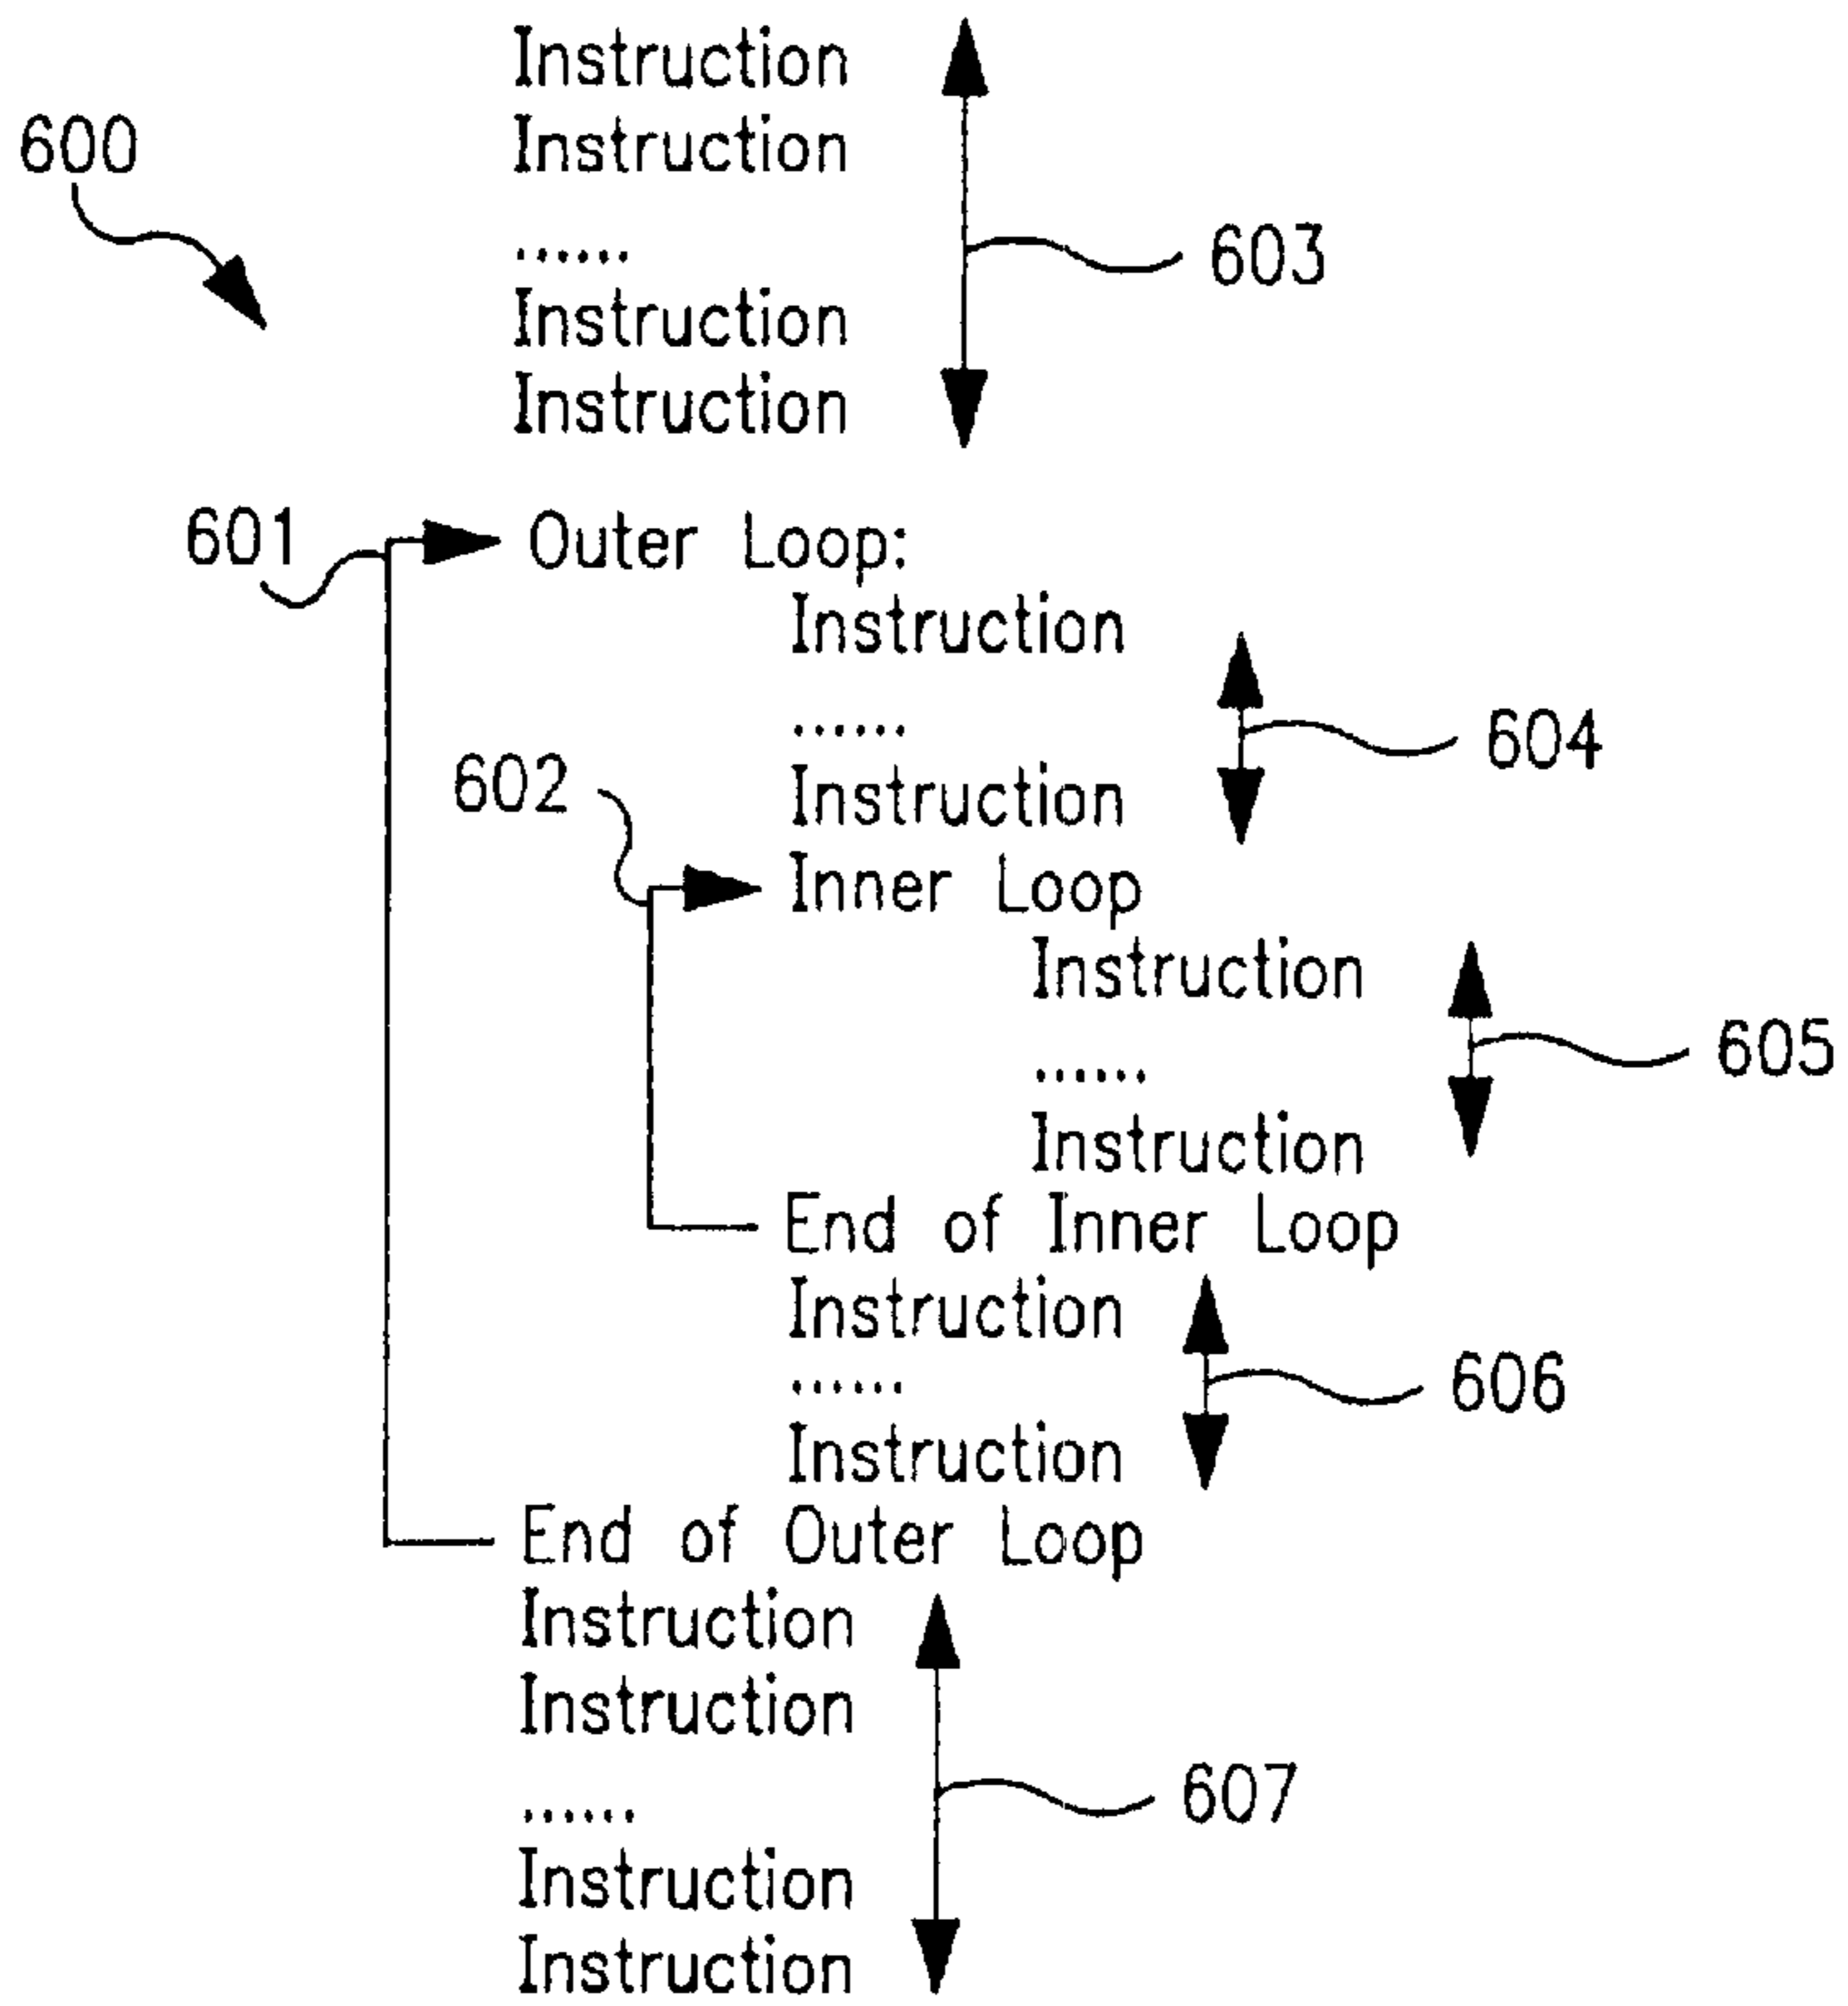 Instruction
600
Instruction
......
603
Instruction
Instruction
601
Outer Loop:
Instruction
......
604
602
Instruction
Inner Loop
Instruction
......
605
Instruction
End of Inner Loop
Instruction
......
606
Instruction
End of Outer Loop
Instruction
Instruction
......
607
Instruction
Instruction